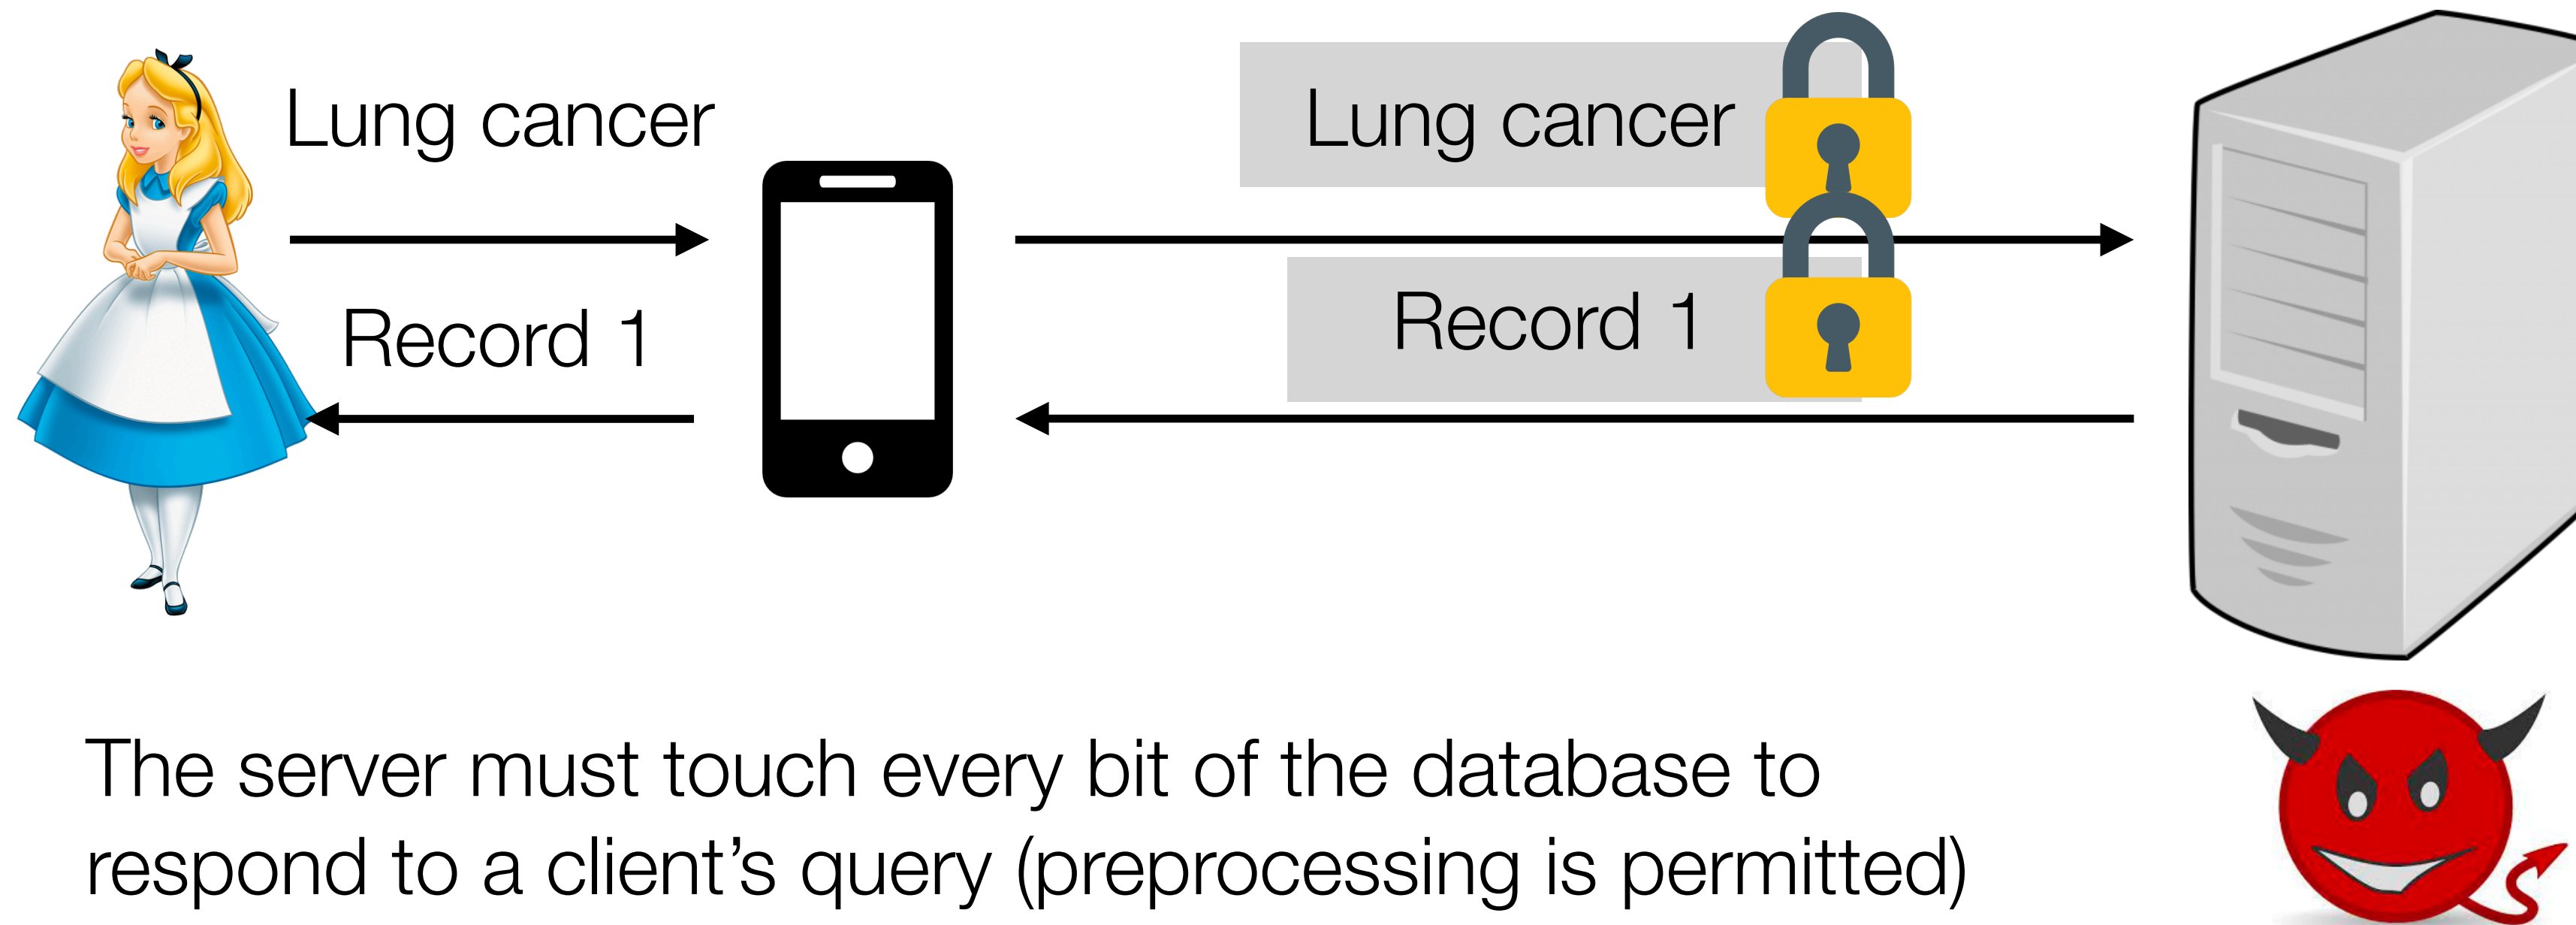 Lung cancer
Lung cancer
Record 1
Record 1
The server must touch every bit of the database to
respond to a client’s query (preprocessing is permitted)